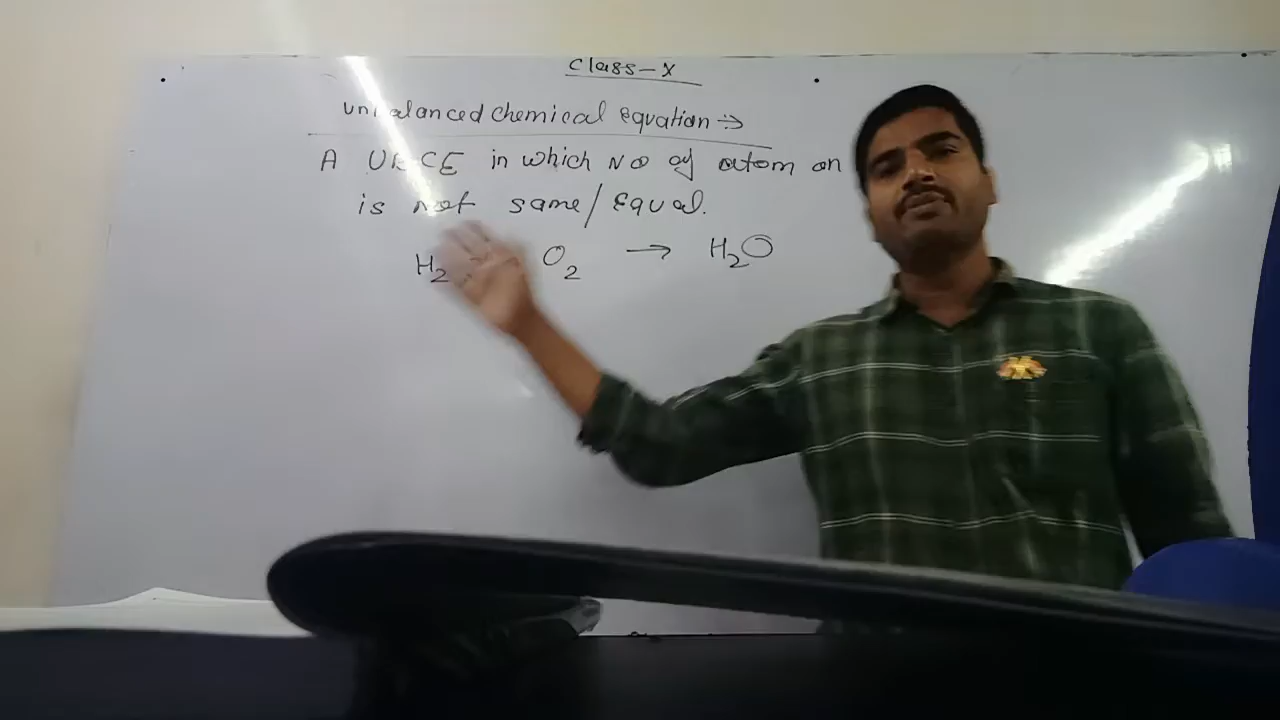 Class-X
Unbalanced chemical equation :→
A UBCE in which No of atom on
is not same/Equal.
H₂ O₂ → H₂O